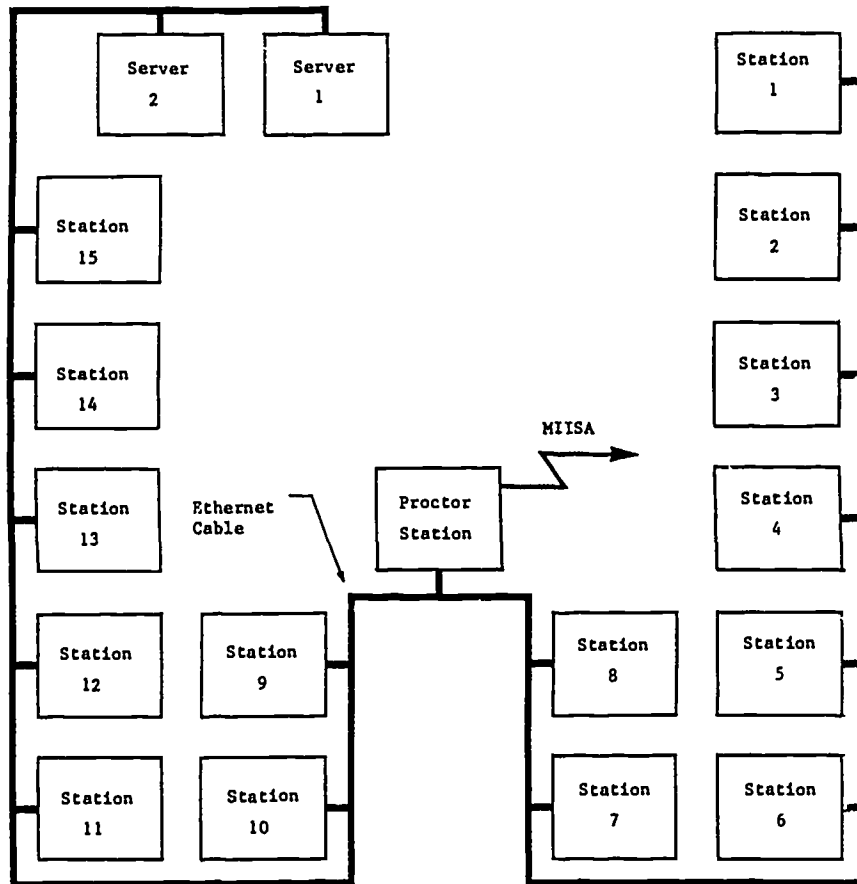 Server
2
Server
1
Station
1
Station
15
Station
2
Station
14
Station
3
MIISA
Station
13
Ethernet
Cable
Proctor
Station
Station
4
Station
12
Station
9
Station
8
Station
5
Station
11
Station
10
Station
7
Station
6